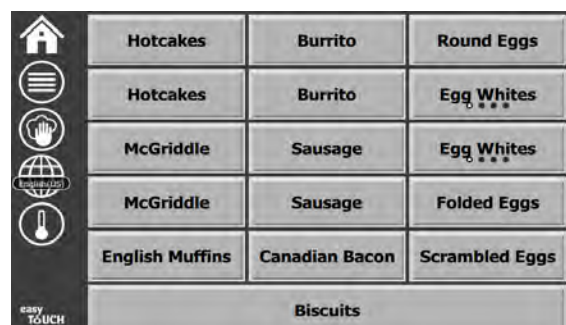 Hotcakes Burrito Round Eggs
Hotcakes Burrito Egg Whites
McGriddle Sausage Egg Whites
English(US)
McGriddle Sausage Folded Eggs
English Muffins Canadian Bacon Scrambled Eggs
easy
TÖUCH Biscuits